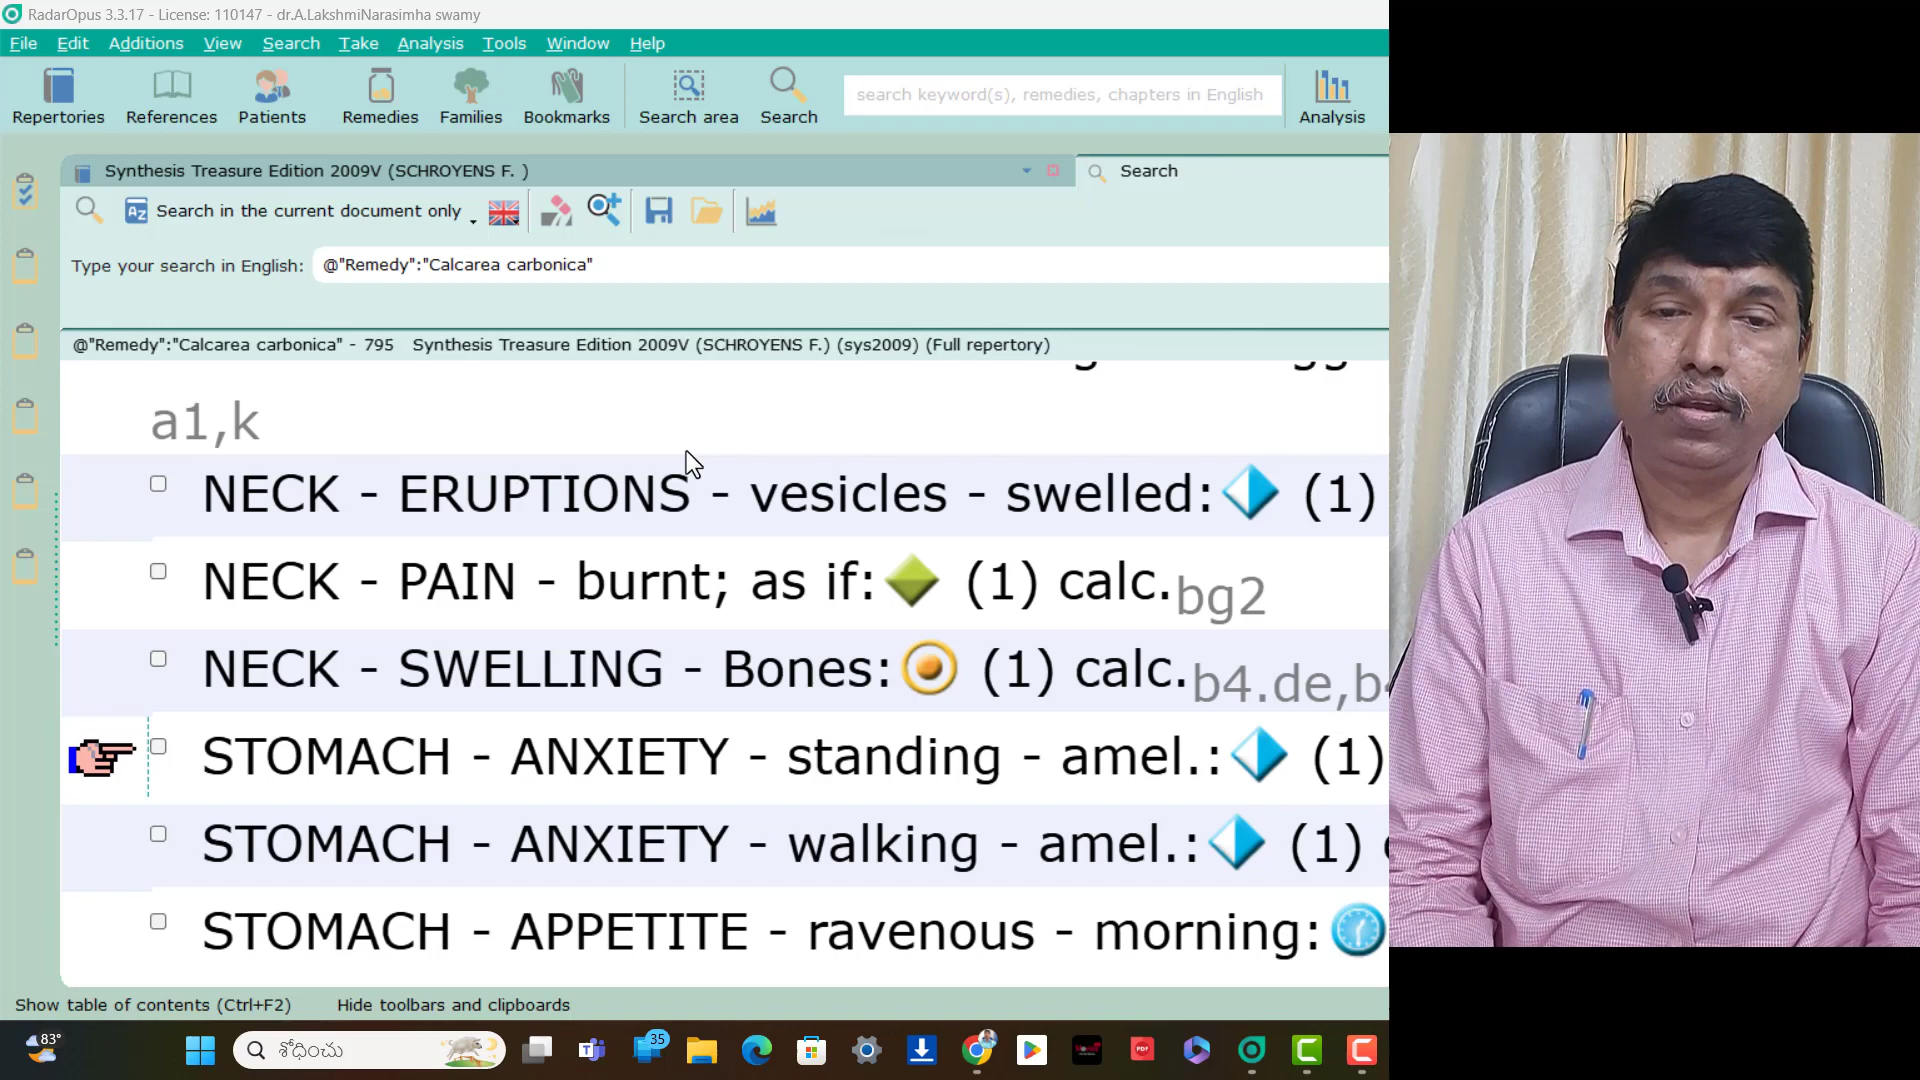 RadarOpus 3.3.17 - License: 110147 - dr.A.LakshmiNarasimha swamy
File Edit Additions View Search Take Analysis Tools Window Help
Repertories References Patients Remedies Families Bookmarks Search area Search search keyword(s), remedies, chapters in English Analysis
Synthesis Treasure Edition 2009V (SCHROYENS F. ) Search
Search in the current document only
Type your search in English: @"Remedy":"Calcarea carbonica"
@"Remedy":"Calcarea carbonica" - 795 Synthesis Treasure Edition 2009V (SCHROYENS F.) (sys2009) (Full repertory)
a1,k
NECK - ERUPTIONS - vesicles - swelled: (1)
NECK - PAIN - burnt; as if: (1) calc.bg2
NECK - SWELLING - Bones: (1) calc.b4.de,b
STOMACH - ANXIETY - standing - amel.: (1)
STOMACH - ANXIETY - walking - amel.: (1)
STOMACH - APPETITE - ravenous - morning:
Show table of contents (Ctrl+F2) Hide toolbars and clipboards
83° శోధించు 35